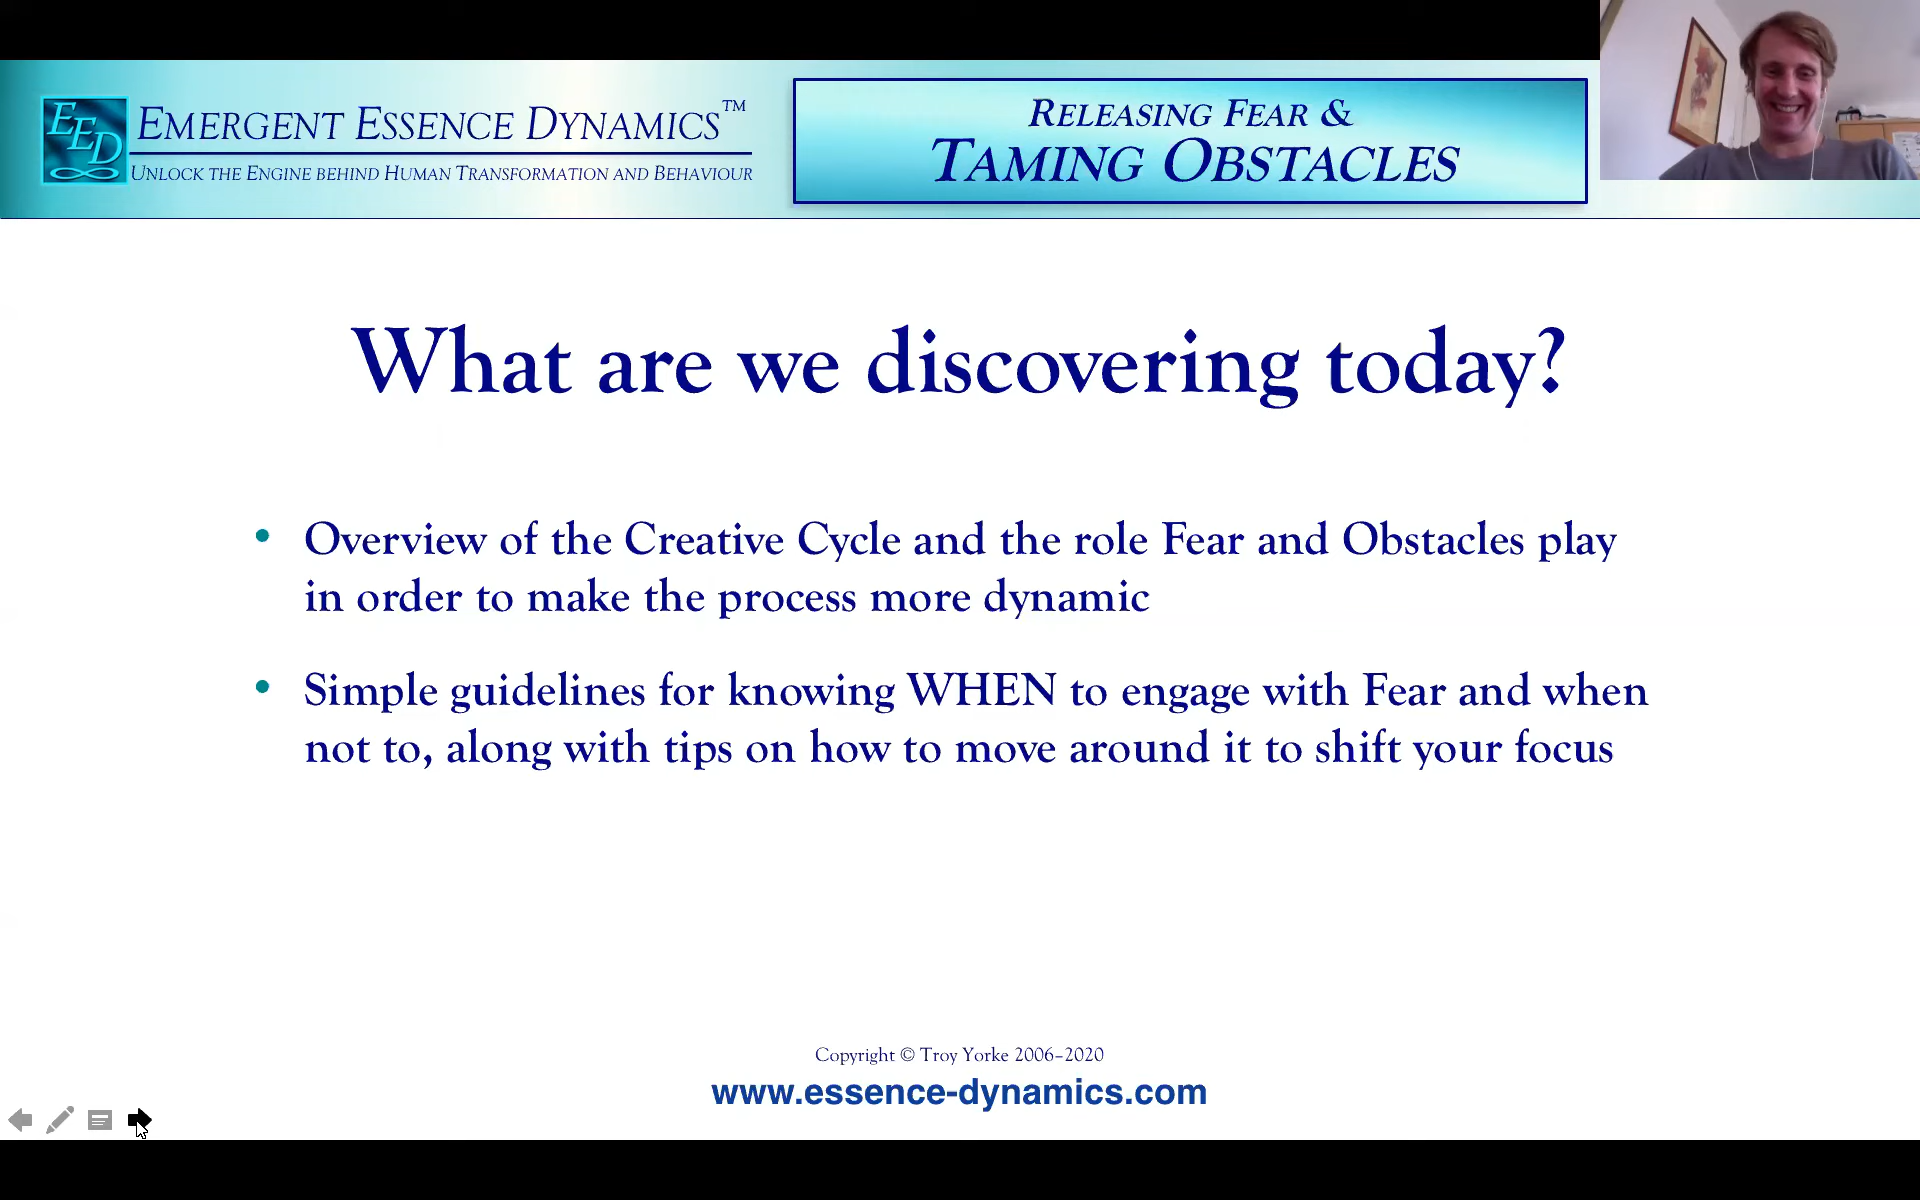 EED
EMERGENT ESSENCE DYNAMICS™
UNLOCK THE ENGINE BEHIND HUMAN TRANSFORMATION AND BEHAVIOUR
RELEASING FEAR &
TAMING OBSTACLES
What are we discovering today?
• Overview of the Creative Cycle and the role Fear and Obstacles play
in order to make the process more dynamic
• Simple guidelines for knowing WHEN to engage with Fear and when
not to, along with tips on how to move around it to shift your focus
Copyright © Troy Yorke 2006–2020
www.essence-dynamics.com